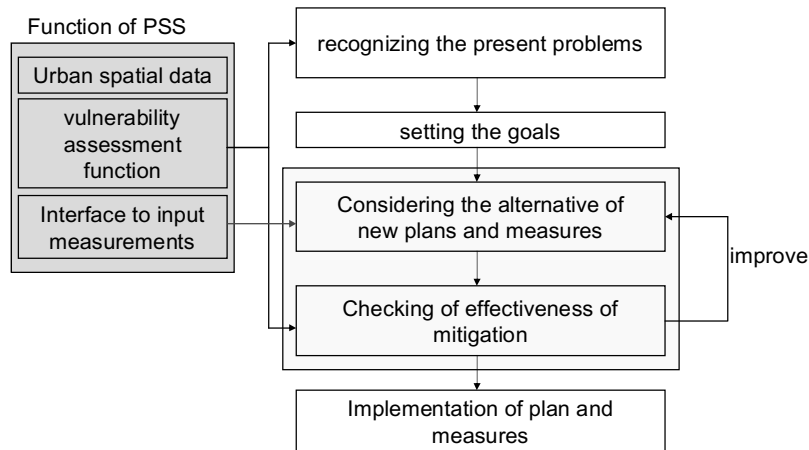 Function of PSS
Urban spatial data
vulnerability
assessment
function
Interface to input
measurements
recognizing the present problems
setting the goals
Considering the alternative of
new plans and measures
improve
Checking of effectiveness of
mitigation
Implementation of plan and
measures